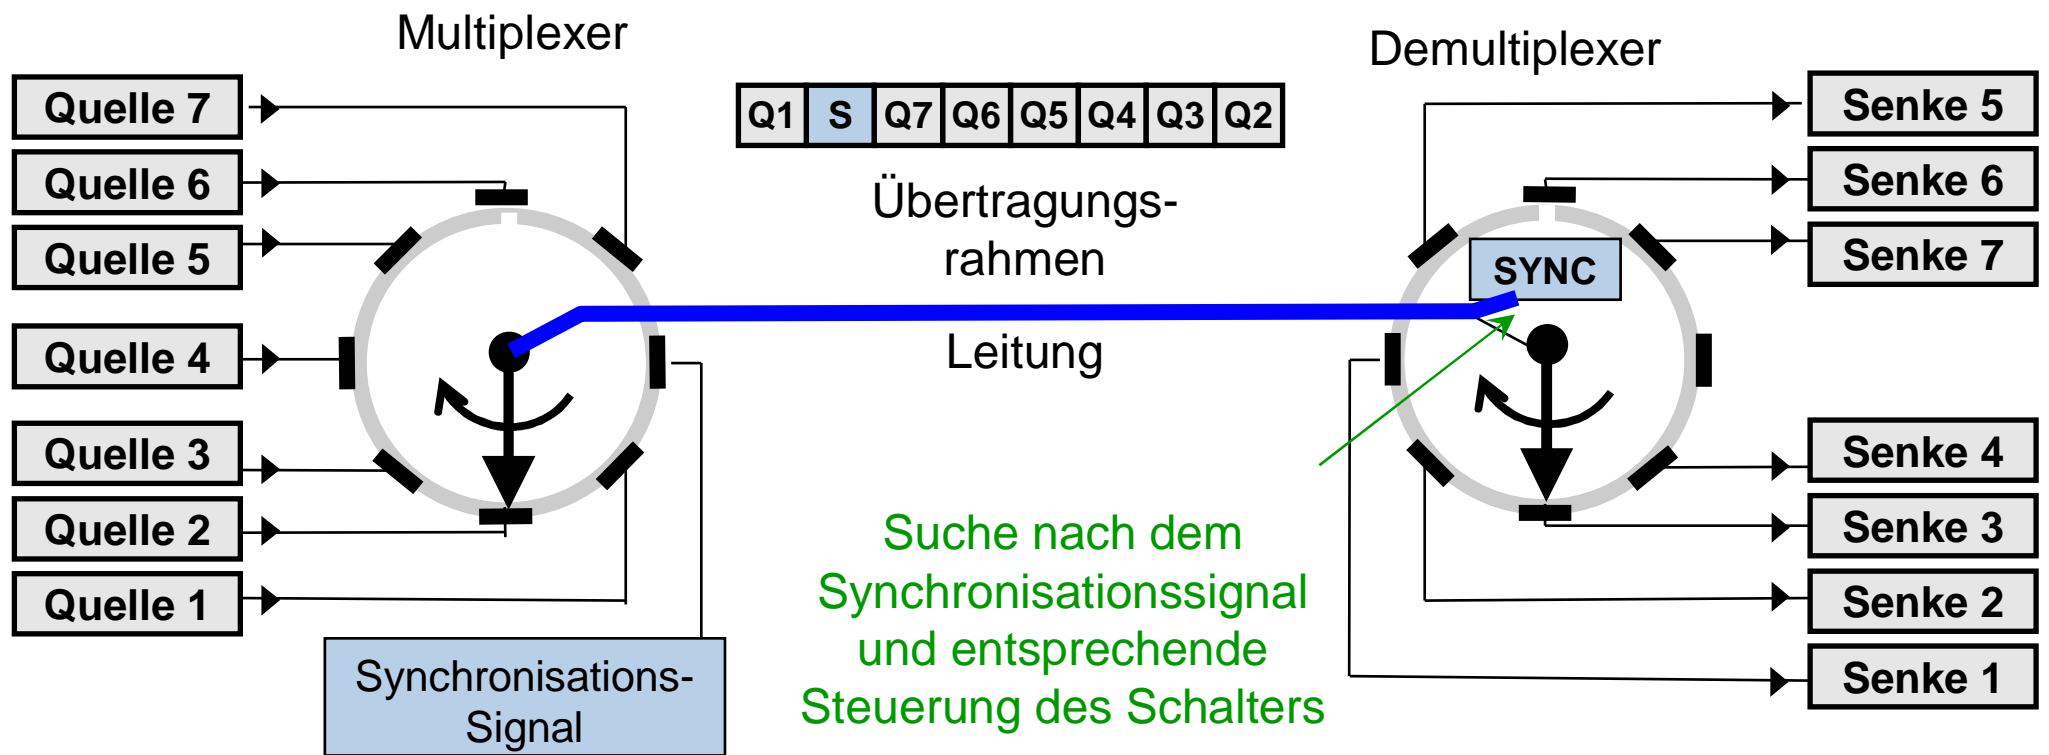 Multiplexer
Demultiplexer
Quelle 7
Quelle 6
Quelle 5
Quelle 4
Quelle 3
Quelle 2
Quelle 1
Synchronisations-
Signal
Q1 S Q7 Q6 Q5 Q4 Q3 Q2
Übertragungs-
rahmen
Leitung
Suche nach dem
Synchronisationssignal
und entsprechende
Steuerung des Schalters
SYNC
Senke 5
Senke 6
Senke 7
Senke 4
Senke 3
Senke 2
Senke 1